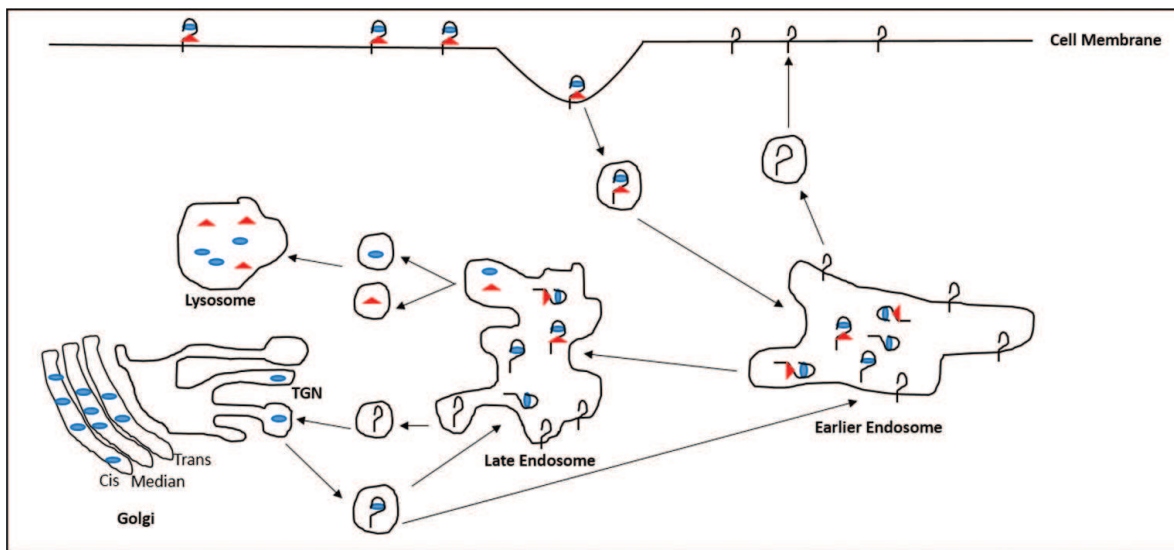 Cell Membrane
Lysosome
TGN
Trans
Cis Median
Golgi
Late Endosome
Earlier Endosome